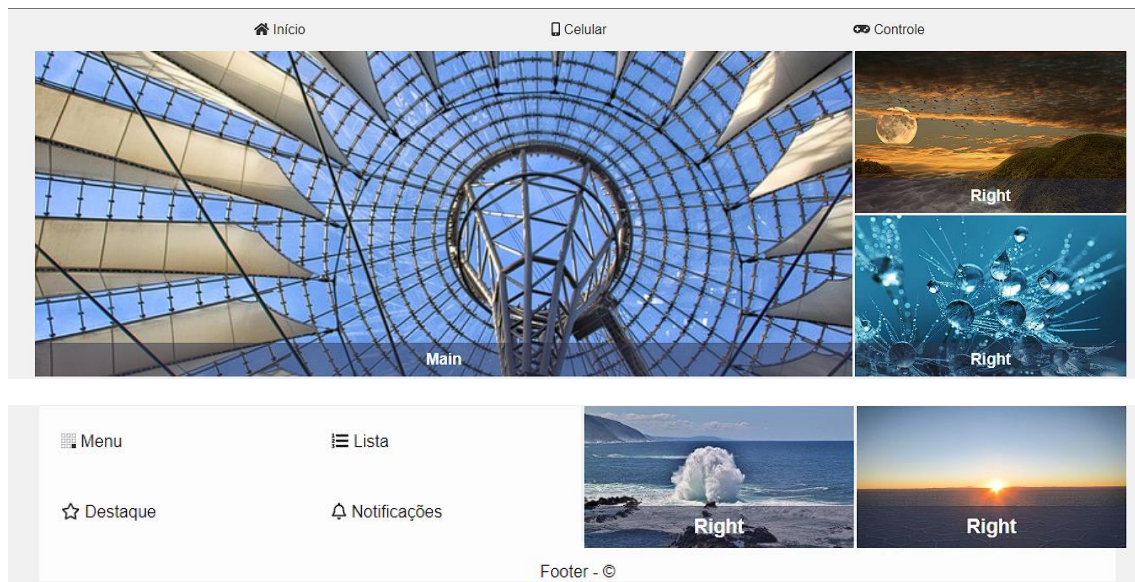 Início
Celular
Controle
Right
Main
Right
Menu
Lista
Destaque
Notificações
Right
Right
Footer - ©